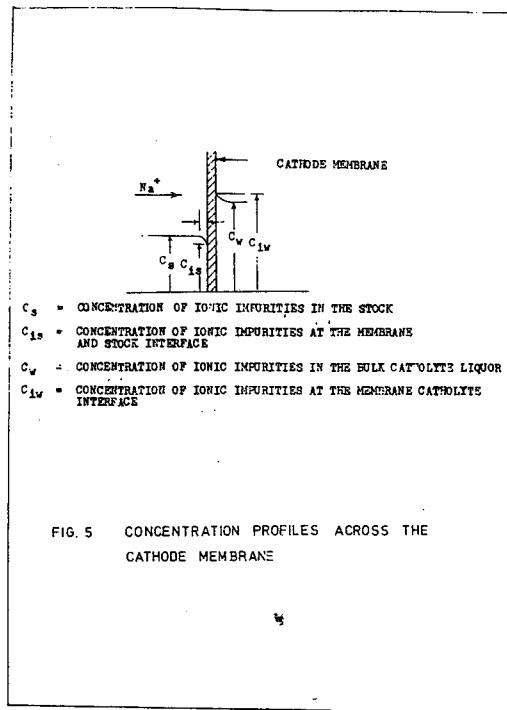 CATHODE MEMBRANE
Na+
Cs Cis Cw Ciw
Cs = CONCENTRATION OF IONIC IMPURITIES IN THE STOCK
Cis = CONCENTRATION OF IONIC IMPURITIES AT THE MEMBRANE
AND STOCK INTERFACE
Cw = CONCENTRATION OF IONIC IMPURITIES IN THE BULK CATHOLYTE LIQUOR
Ciw = CONCENTRATION OF IONIC IMPURITIES AT THE MEMBRANE CATHOLYTE
INTERFACE
FIG. 5 CONCENTRATION PROFILES ACROSS THE
CATHODE MEMBRANE